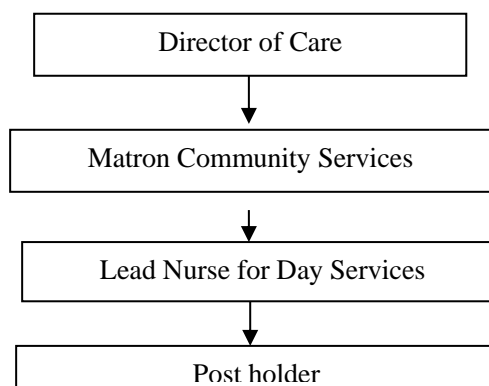 Director of Care
Matron Community Services
Lead Nurse for Day Services
Post holder